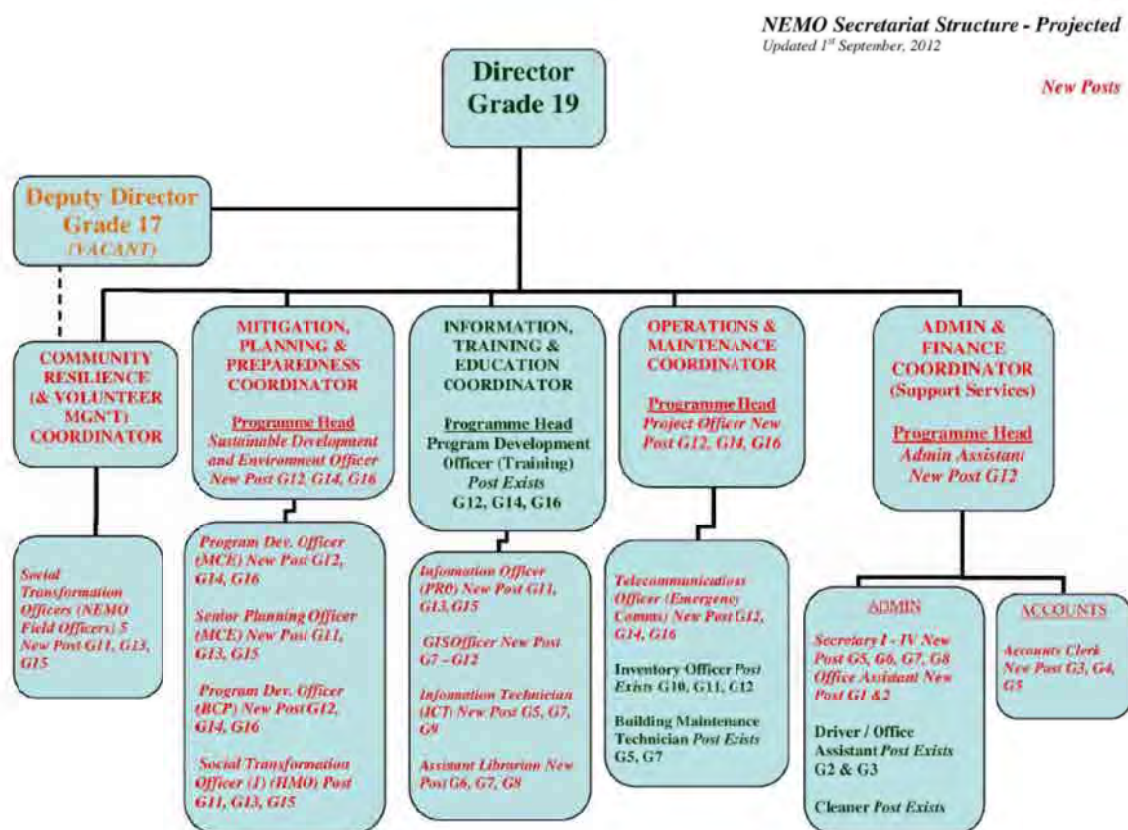 NEMO Secretariat Structure - Projected
Updated 1st September, 2012
New Posts
Director
Grade 19
Deputy Director
Grade 17
(VACANT)
COMMUNITY
RESILIENCE
(& VOLUNTEER
MGN'T)
COORDINATOR
MITIGATION,
PLANNING &
PREPAREDNESS
COORDINATOR
Programme Head
Sustainable Development
and Environment Officer
New Post G12 G14, G16
INFORMATION,
TRAINING &
EDUCATION
COORDINATOR
Programme Head
Program Development
Officer (Training)
Post Exists
G12, G14, G16
OPERATIONS &
MAINTENANCE
COORDINATOR
Programme Head
Project Officer New
Post G12, G14, G16
ADMIN &
FINANCE
COORDINATOR
(Support Services)
Programme Head
Admin Assistant
New Post G12
Social
Transformation
Officers (NEMO
Field Officers) 5
New Post G11, G13,
G15
Program Dev. Officer
(MCE) New Post G12,
G14, G16
Senior Planning Officer
(MCE) New Post G11,
G13, G15
Program Dev. Officer
(BCP) New Post G12,
G14, G16
Social Transformation
Officer (1) (HMO) Post
G11, G13, G15
Infomation Officer
(PRO) New Post G11,
G13,G15
GISOfficer New Post
G7 - G12
Infomation Technician
(ICT) New Post G5, G7,
G9
Assistant Librarian New
Post G6, G7, G8
Telecommunications
Officer (Emergency
Comms) New Post G12,
G14, G16
Inventory Officer Post
Exists G10, G11, G12
Building Maintenance
Technician Post Exists
G5, G7
ADMIN
Secretary I - IV New
Post G5, G6, G7, G8
Office Assistant New
Post G1 &2
Driver / Office
Assistant Post Exists
G2 & G3
Cleaner Post Exists
ACCOUNTS
Accounts Clerk
New Post G3, G4,
G5